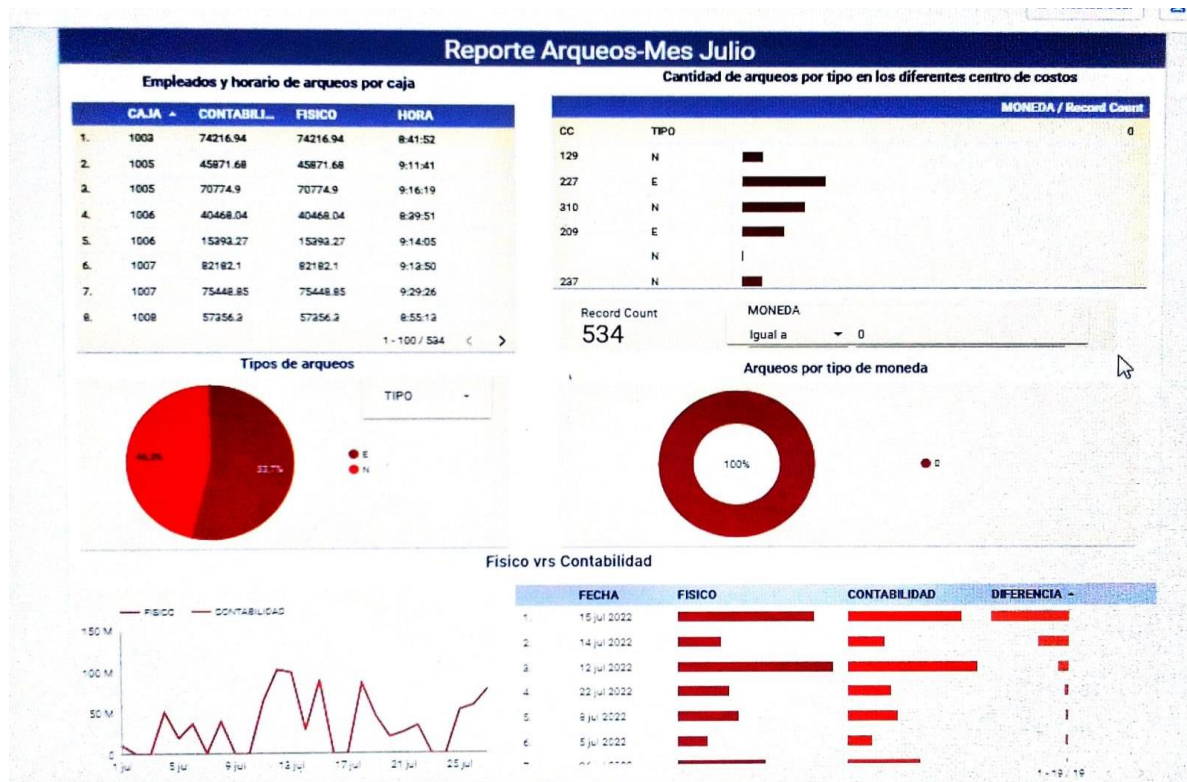 Reporte Arqueos-Mes Julio
Empleados y horario de arqueos por caja
CAJA CONTABILI... FISICO HORA
1. 1003 74216.94 74216.94 8:41:52
2. 1005 45871.68 45871.68 9:11:41
3. 1005 70774.9 70774.9 9:16:19
4. 1006 40468.04 40468.04 8:39:51
5. 1006 15393.27 15393.27 9:14:05
6. 1007 82182.1 82182.1 9:13:50
7. 1007 75448.85 75448.85 9:29:26
8. 1008 57356.3 57356.3 8:55:13
1 - 100 / 534 < >
Cantidad de arqueos por tipo en los diferentes centro de costos
MONEDA / Record Count
CC TIPO 0
129 N
227 E
310 N
209 E
N
237 N
Record Count
534
MONEDA
Igual a 0
Tipos de arqueos
TIPO
53,7%
E
N
Arqueos por tipo de moneda
100%
0
Fisico vrs Contabilidad
FISICO CONTABILIDAD
150 M
100 M
50 M
0
1 jul 5 jul 9 jul 13 jul 17 jul 21 jul 25 jul
FECHA FISICO CONTABILIDAD DIFERENCIA
1. 15 jul 2022
2. 14 jul 2022
3. 12 jul 2022
4. 22 jul 2022
5. 8 jul 2022
6. 5 jul 2022
1 - 19 / 19